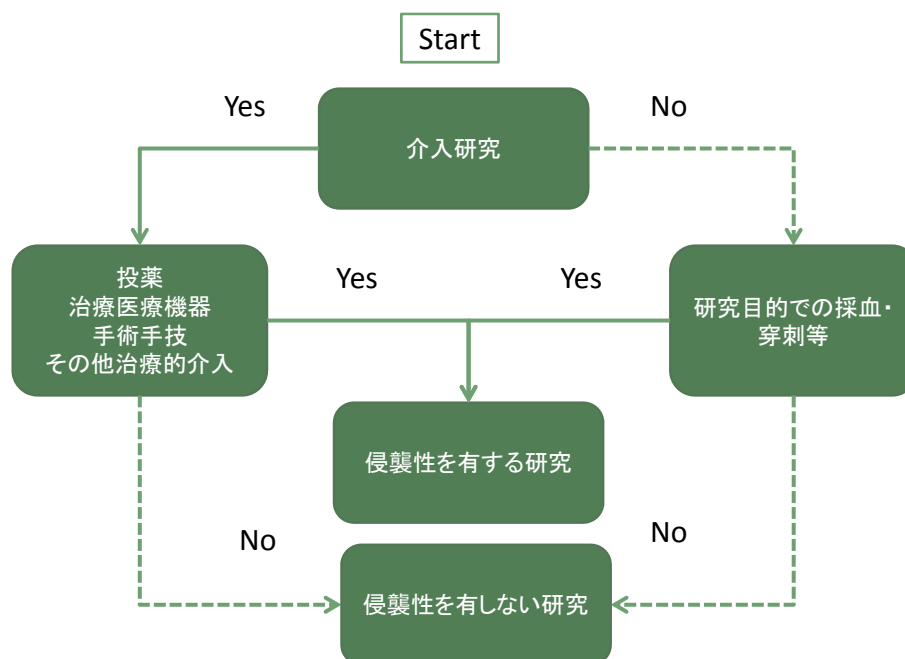 Start
Yes
No
介入研究
投薬
治療医療機器
手術手技
その他治療的介入
Yes
Yes
研究目的での採血・
穿刺等
侵襲性を有する研究
No
No
侵襲性を有しない研究